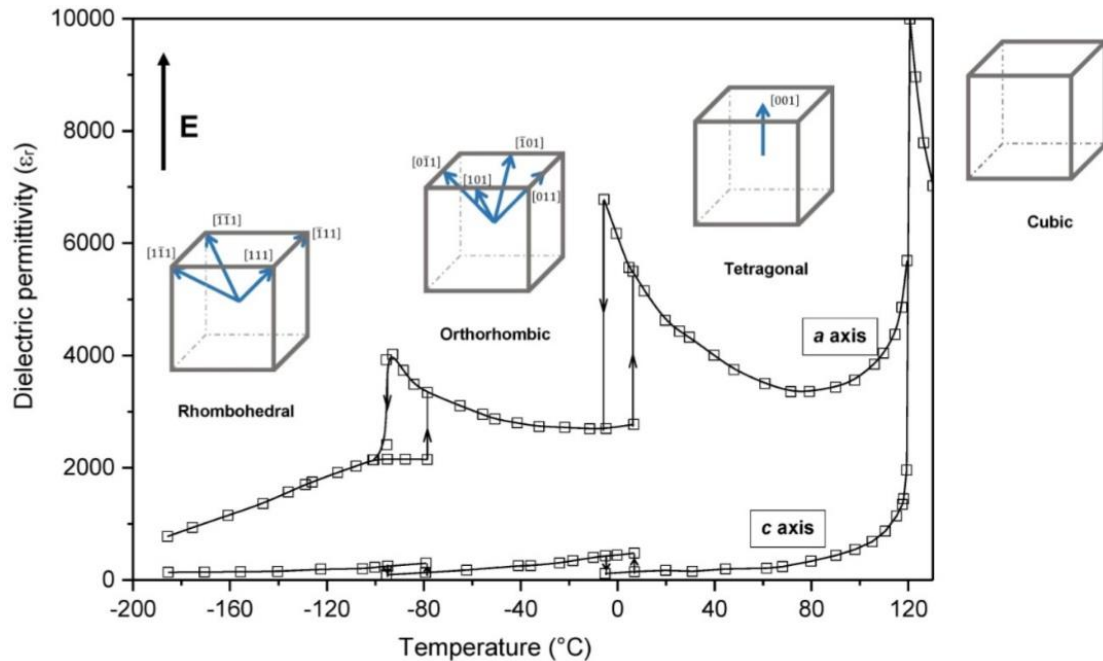 Dielectric permittivity (εᵣ)
10000
8000
6000
4000
2000
0
E
[11̄1]
[1̄1̄1]
[111]
[1̄11]
Rhombohedral
[01̄1]
[101]
[1̄01]
[011]
Orthorhombic
[001]
Tetragonal
Cubic
a axis
c axis
-200
-160
-120
-80
-40
0
40
80
120
Temperature (°C)